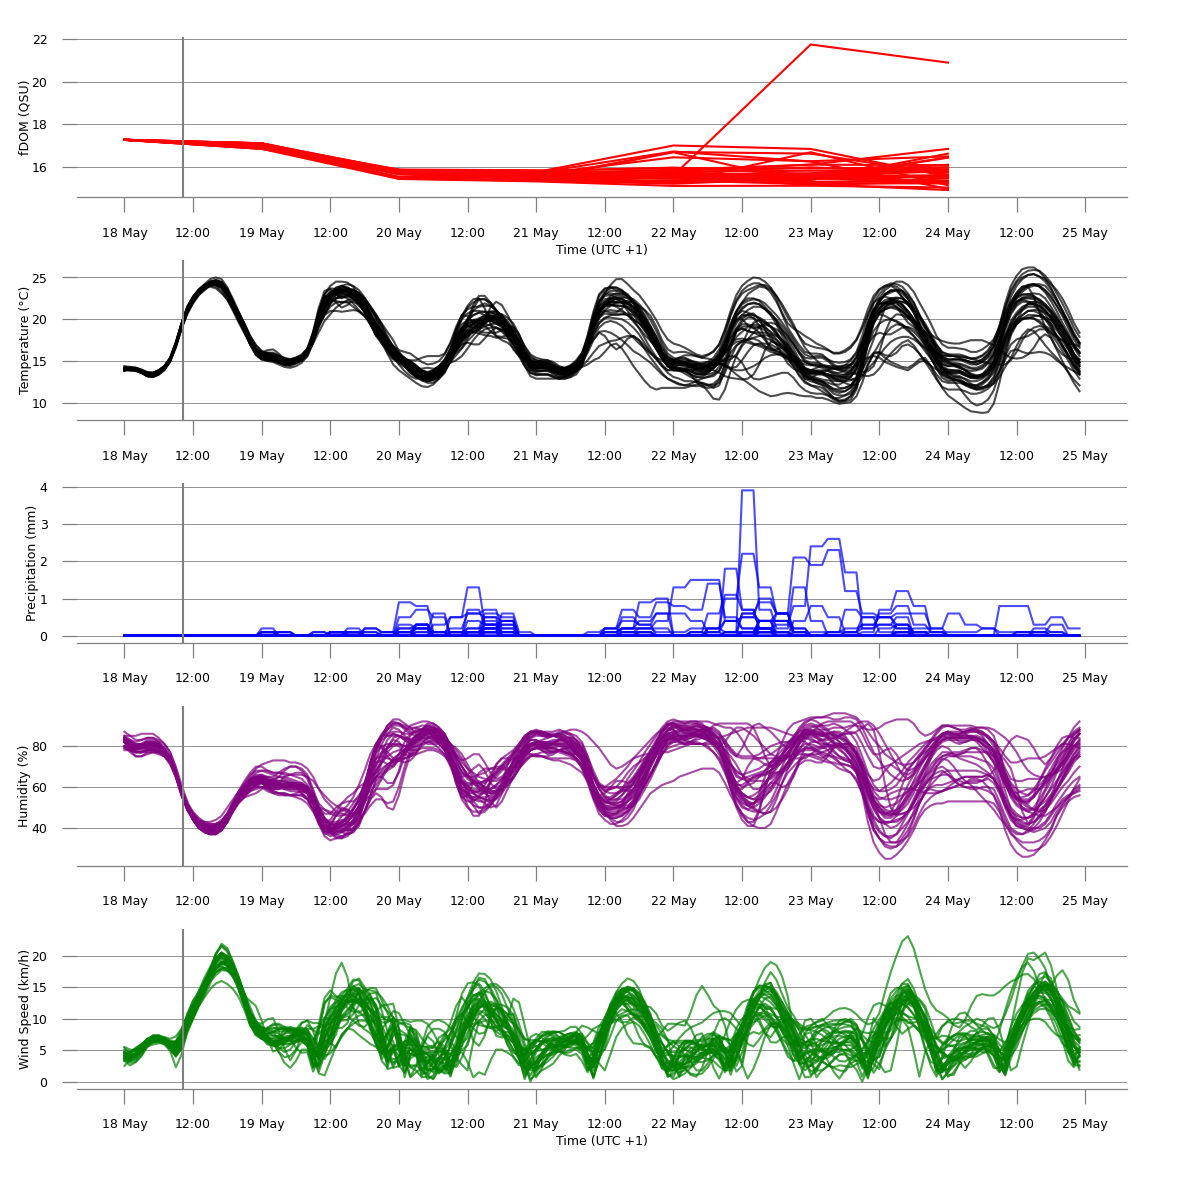 22
20
18
16
fDOM (QSU)
18 May 12:00 19 May 12:00 20 May 12:00 21 May 12:00 22 May 12:00 23 May 12:00 24 May 12:00 25 May
Time (UTC +1)
25
20
15
10
Temperature (°C)
18 May 12:00 19 May 12:00 20 May 12:00 21 May 12:00 22 May 12:00 23 May 12:00 24 May 12:00 25 May
4
3
2
1
0
Precipitation (mm)
18 May 12:00 19 May 12:00 20 May 12:00 21 May 12:00 22 May 12:00 23 May 12:00 24 May 12:00 25 May
80
60
40
Humidity (%)
18 May 12:00 19 May 12:00 20 May 12:00 21 May 12:00 22 May 12:00 23 May 12:00 24 May 12:00 25 May
20
15
10
5
0
Wind Speed (km/h)
18 May 12:00 19 May 12:00 20 May 12:00 21 May 12:00 22 May 12:00 23 May 12:00 24 May 12:00 25 May
Time (UTC +1)